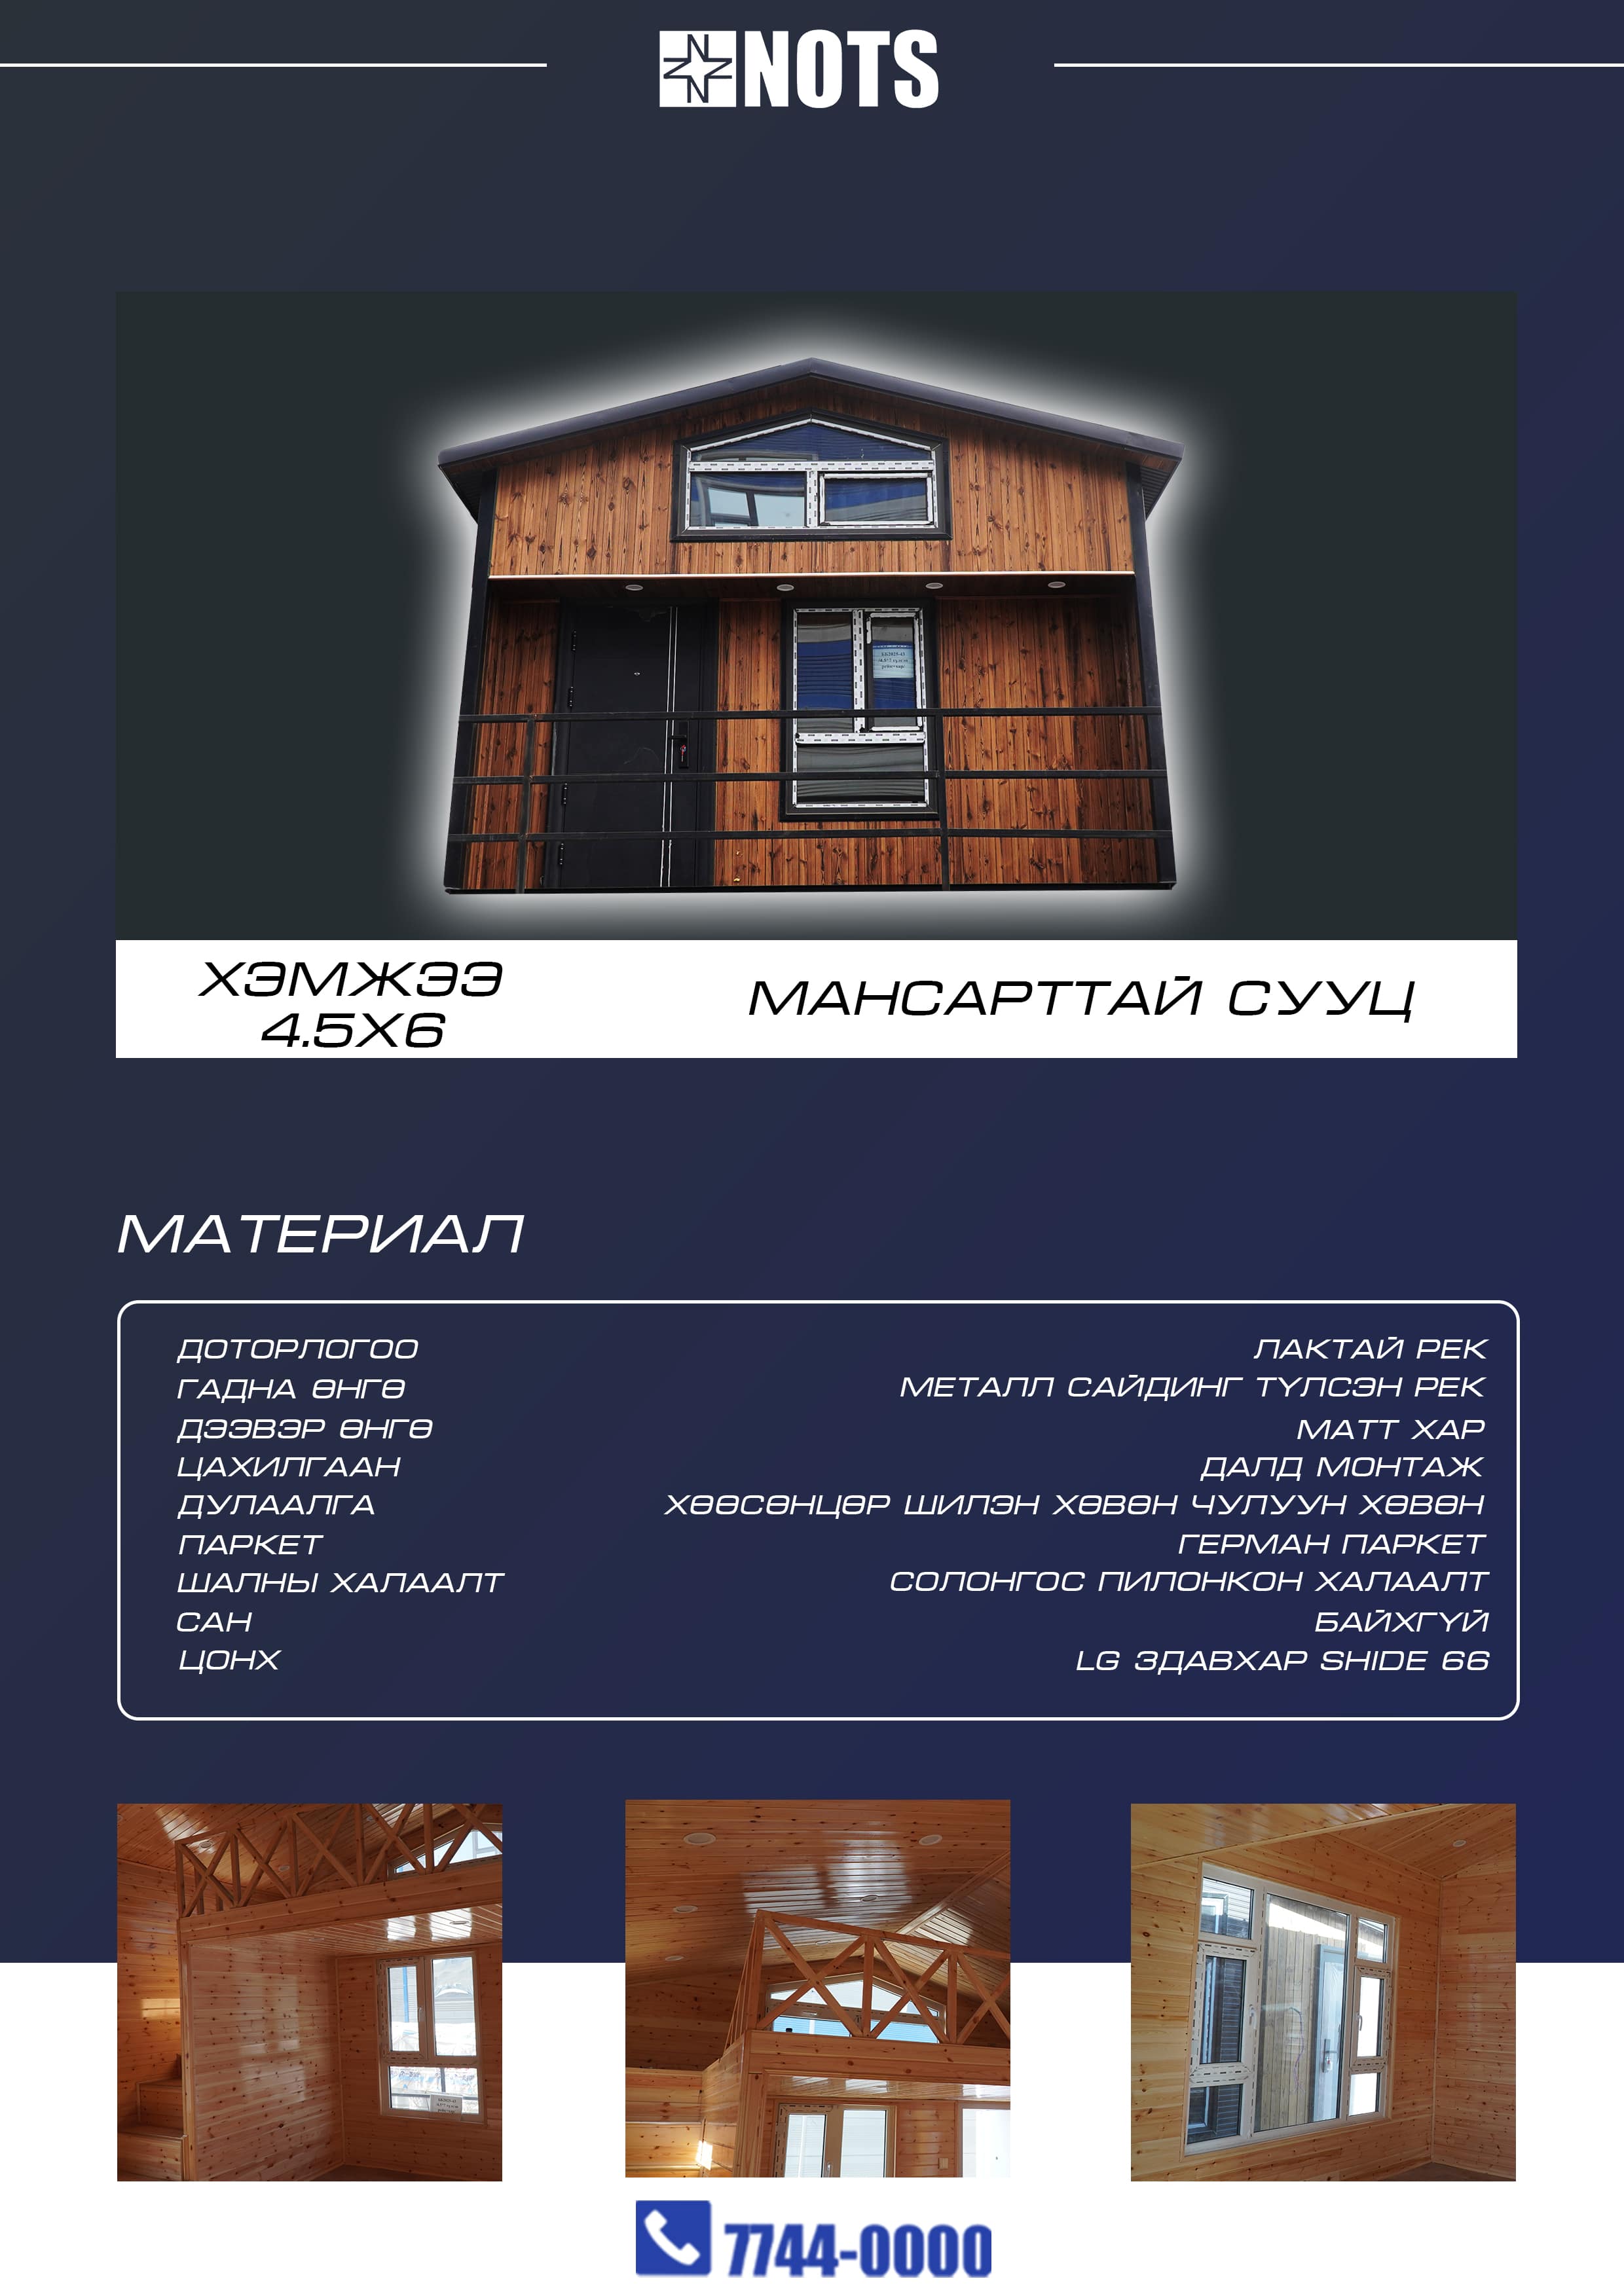 NOTS
ХЭМЖЭЭ
4.5X6
МАНСАРТТАЙ СУУЦ
МАТЕРИАЛ
ДОТОРЛОГОО ЛАКТАЙ РЕК
ГАДНА ӨНГӨ МЕТАЛЛ САЙДИНГ ТҮЛСЭН РЕК
ДЭЭВЭР ӨНГӨ МАТТ ХАР
ЦАХИЛГААН ДАЛД МОНТАЖ
ДУЛААЛГА ХӨӨСӨНЦӨР ШИЛЭН ХӨВӨН ЧУЛУУН ХӨВӨН
ПАРКЕТ ГЕРМАН ПАРКЕТ
ШАЛНЫ ХАЛААЛТ СОЛОНГОС ПИЛОНКОН ХАЛААЛТ
САН БАЙХГҮЙ
ЦОНХ LG 3ДАВХАР SHIDE 66
7744-0000